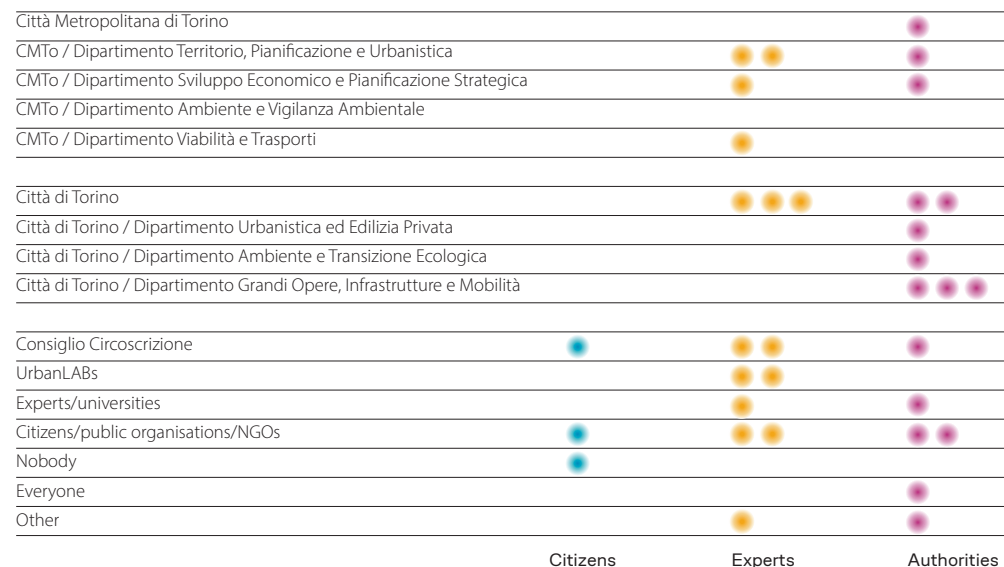 Città Metropolitana di Torino
CMTo / Dipartimento Territorio, Pianificazione e Urbanistica
CMTo / Dipartimento Sviluppo Economico e Pianificazione Strategica
CMTo / Dipartimento Ambiente e Vigilanza Ambientale
CMTo / Dipartimento Viabilità e Trasporti
Città di Torino
Città di Torino / Dipartimento Urbanistica ed Edilizia Privata
Città di Torino / Dipartimento Ambiente e Transizione Ecologica
Città di Torino / Dipartimento Grandi Opere, Infrastrutture e Mobilità
Consiglio Circoscrizione
UrbanLABs
Experts/universities
Citizens/public organisations/NGOs
Nobody
Everyone
Other
Citizens Experts Authorities